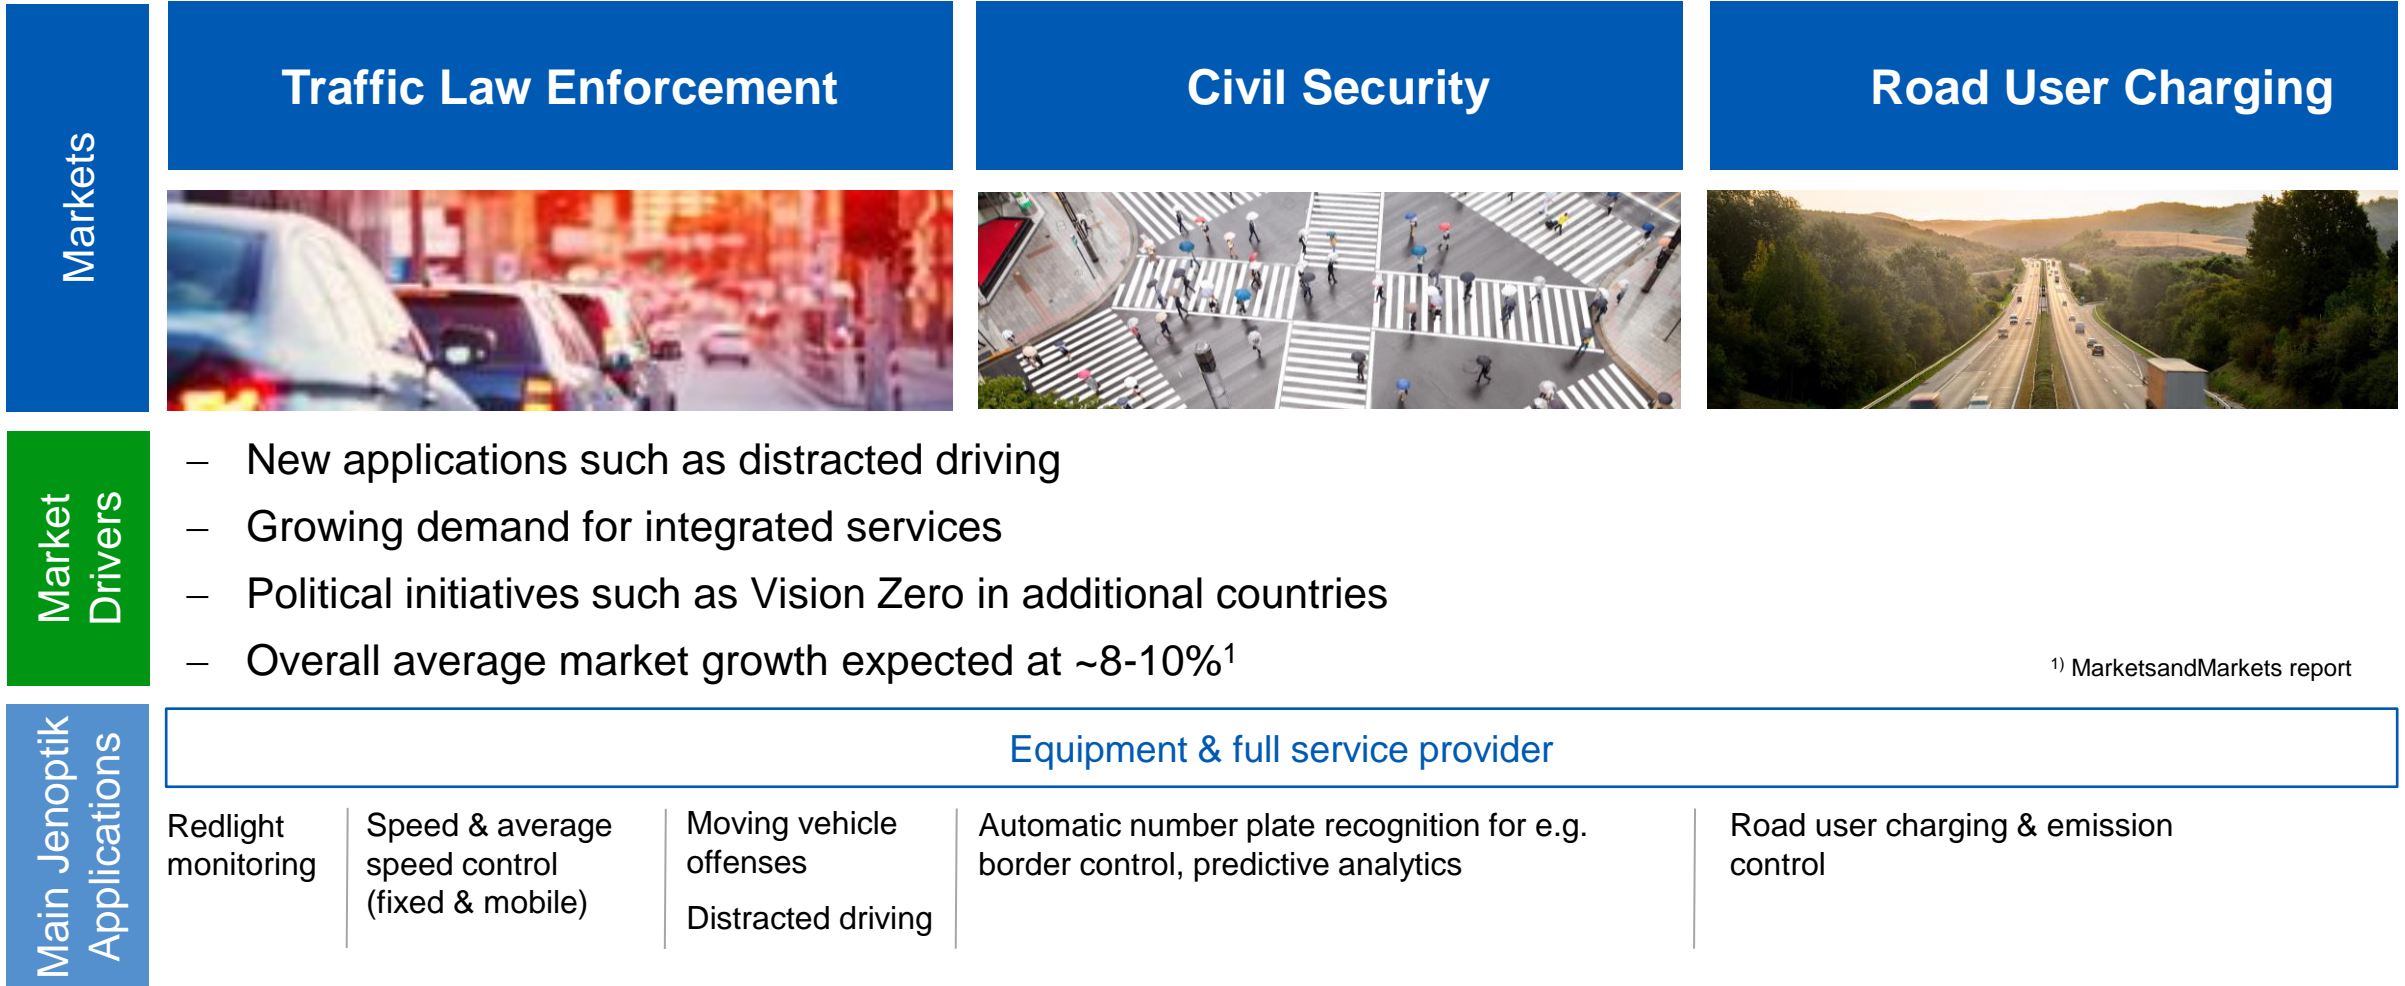 Markets
Traffic Law Enforcement
Civil Security
Road User Charging
Market
Drivers
– New applications such as distracted driving
– Growing demand for integrated services
– Political initiatives such as Vision Zero in additional countries
– Overall average market growth expected at ~8-10%¹
¹⁾ MarketsandMarkets report
Main Jenoptik
Applications
Equipment & full service provider
Redlight
monitoring
Speed & average
speed control
(fixed & mobile)
Moving vehicle
offenses
Distracted driving
Automatic number plate recognition for e.g.
border control, predictive analytics
Road user charging & emission
control